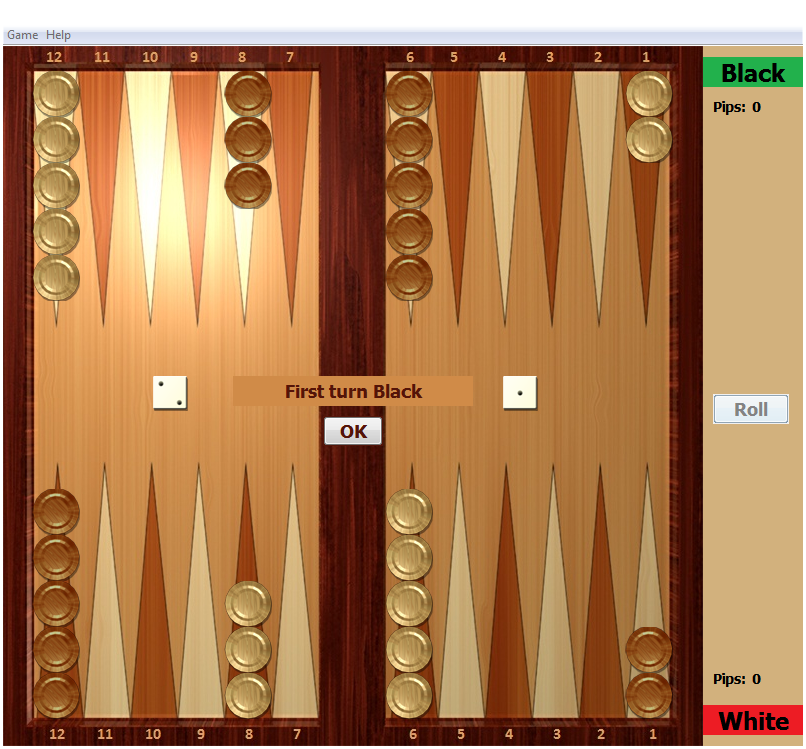 Game Help
12 11 10 9 8 7 6 5 4 3 2 1
Black
Pips: 0
First turn Black
Roll
OK
Pips: 0
White
12 11 10 9 8 7 6 5 4 3 2 1